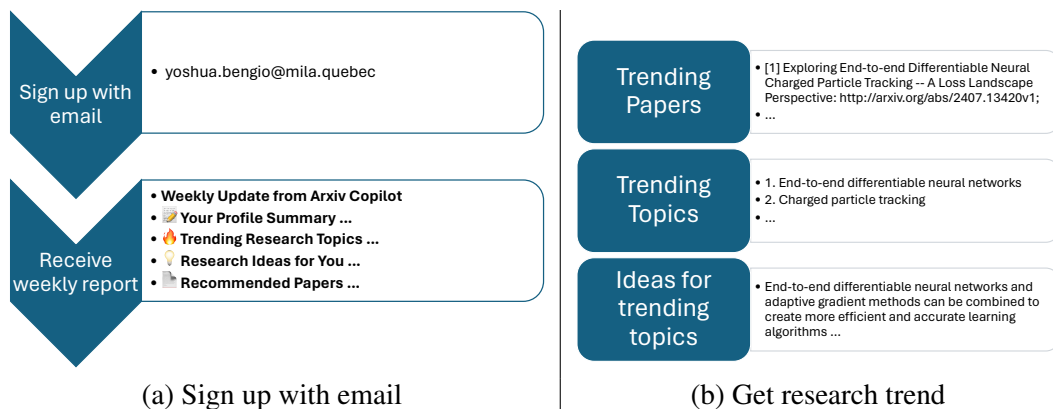 Sign up with
email
• yoshua.bengio@mila.quebec
Receive
weekly report
• Weekly Update from Arxiv Copilot
• 📝 Your Profile Summary ...
• 🔥 Trending Research Topics ...
• 💡 Research Ideas for You ...
• 📄 Recommended Papers ...
(a) Sign up with email
Trending
Papers
• [1] Exploring End-to-end Differentiable Neural
Charged Particle Tracking -- A Loss Landscape
Perspective: http://arxiv.org/abs/2407.13420v1;
• ...
Trending
Topics
• 1. End-to-end differentiable neural networks
• 2. Charged particle tracking
• ...
Ideas for
trending
topics
• End-to-end differentiable neural networks and
adaptive gradient methods can be combined to
create more efficient and accurate learning
algorithms ...
(b) Get research trend